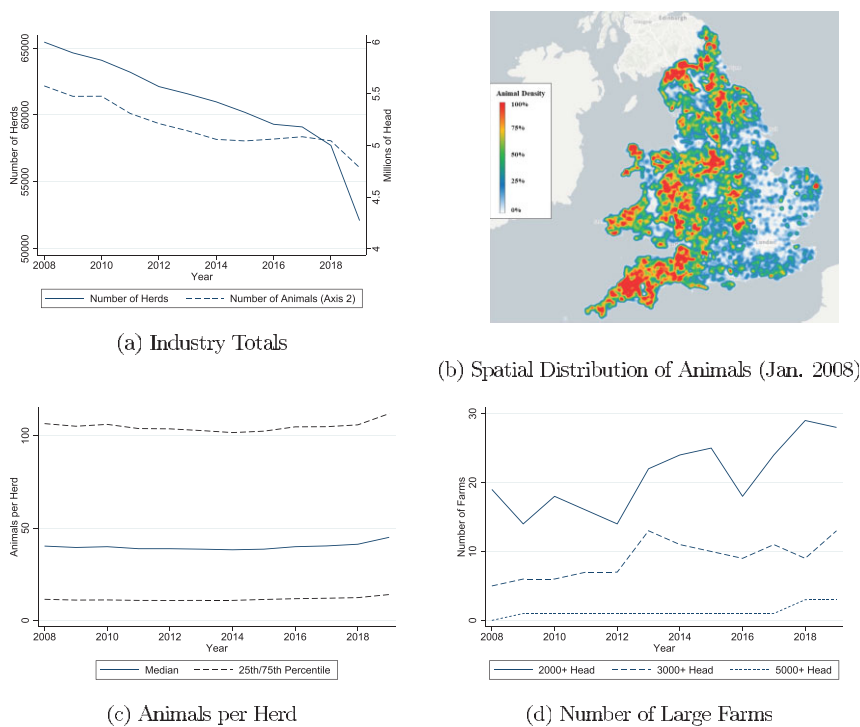 65000
60000
55000
50000
Number of Herds
6
5.5
5
4.5
4
Millions of Head
2008 2010 2012 2014 2016 2018
Year
Number of Herds Number of Animals (Axis 2)
(a) Industry Totals
Animal Density
100%
75%
50%
25%
0%
(b) Spatial Distribution of Animals (Jan. 2008)
100
50
0
Animals per Herd
2008 2010 2012 2014 2016 2018
Year
Median 25th/75th Percentile
(c) Animals per Herd
30
20
10
0
Number of Farms
2008 2010 2012 2014 2016 2018
Year
2000+ Head 3000+ Head 5000+ Head
(d) Number of Large Farms